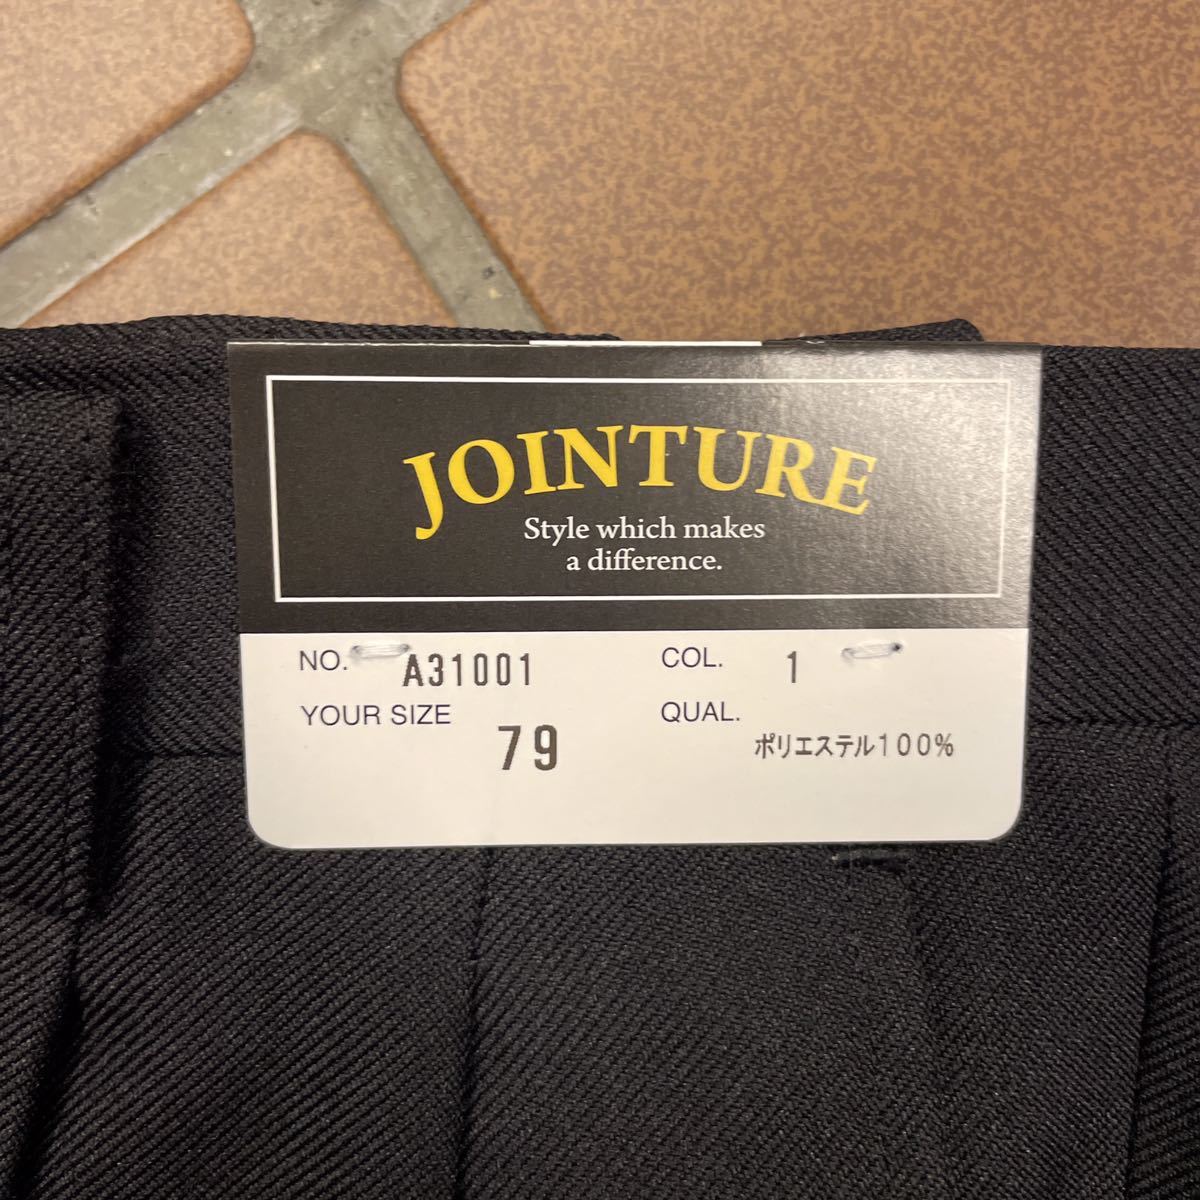 JOINTURE
Style which makes
a difference.
NO. A31001 COL. 1
YOUR SIZE 79 QUAL. ポリエステル100%